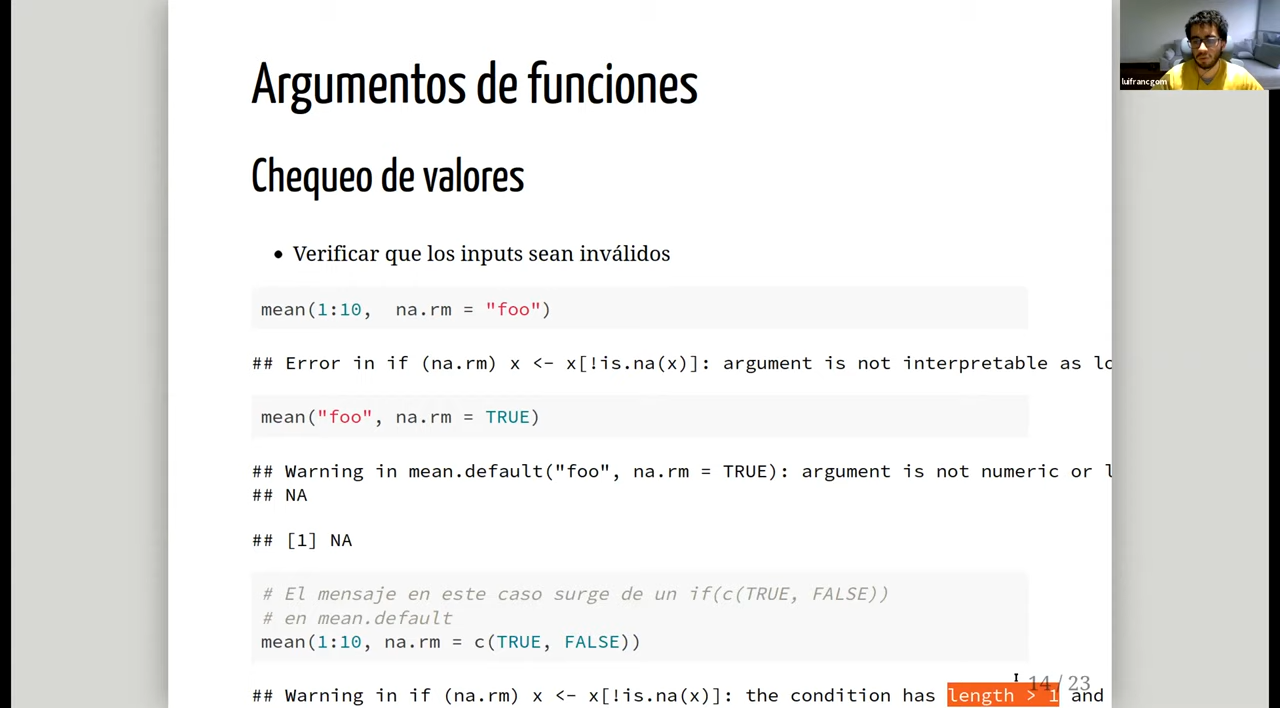 Argumentos de funciones
Chequeo de valores
• Verificar que los inputs sean inválidos
mean(1:10,  na.rm = "foo")
## Error in if (na.rm) x <- x[!is.na(x)]: argument is not interpretable as lo
mean("foo", na.rm = TRUE)
## Warning in mean.default("foo", na.rm = TRUE): argument is not numeric or l
## NA
## [1] NA
# El mensaje en este caso surge de un if(c(TRUE, FALSE))
# en mean.default
mean(1:10, na.rm = c(TRUE, FALSE))
## Warning in if (na.rm) x <- x[!is.na(x)]: the condition has length > 1 and
14 / 23
luifrancgom